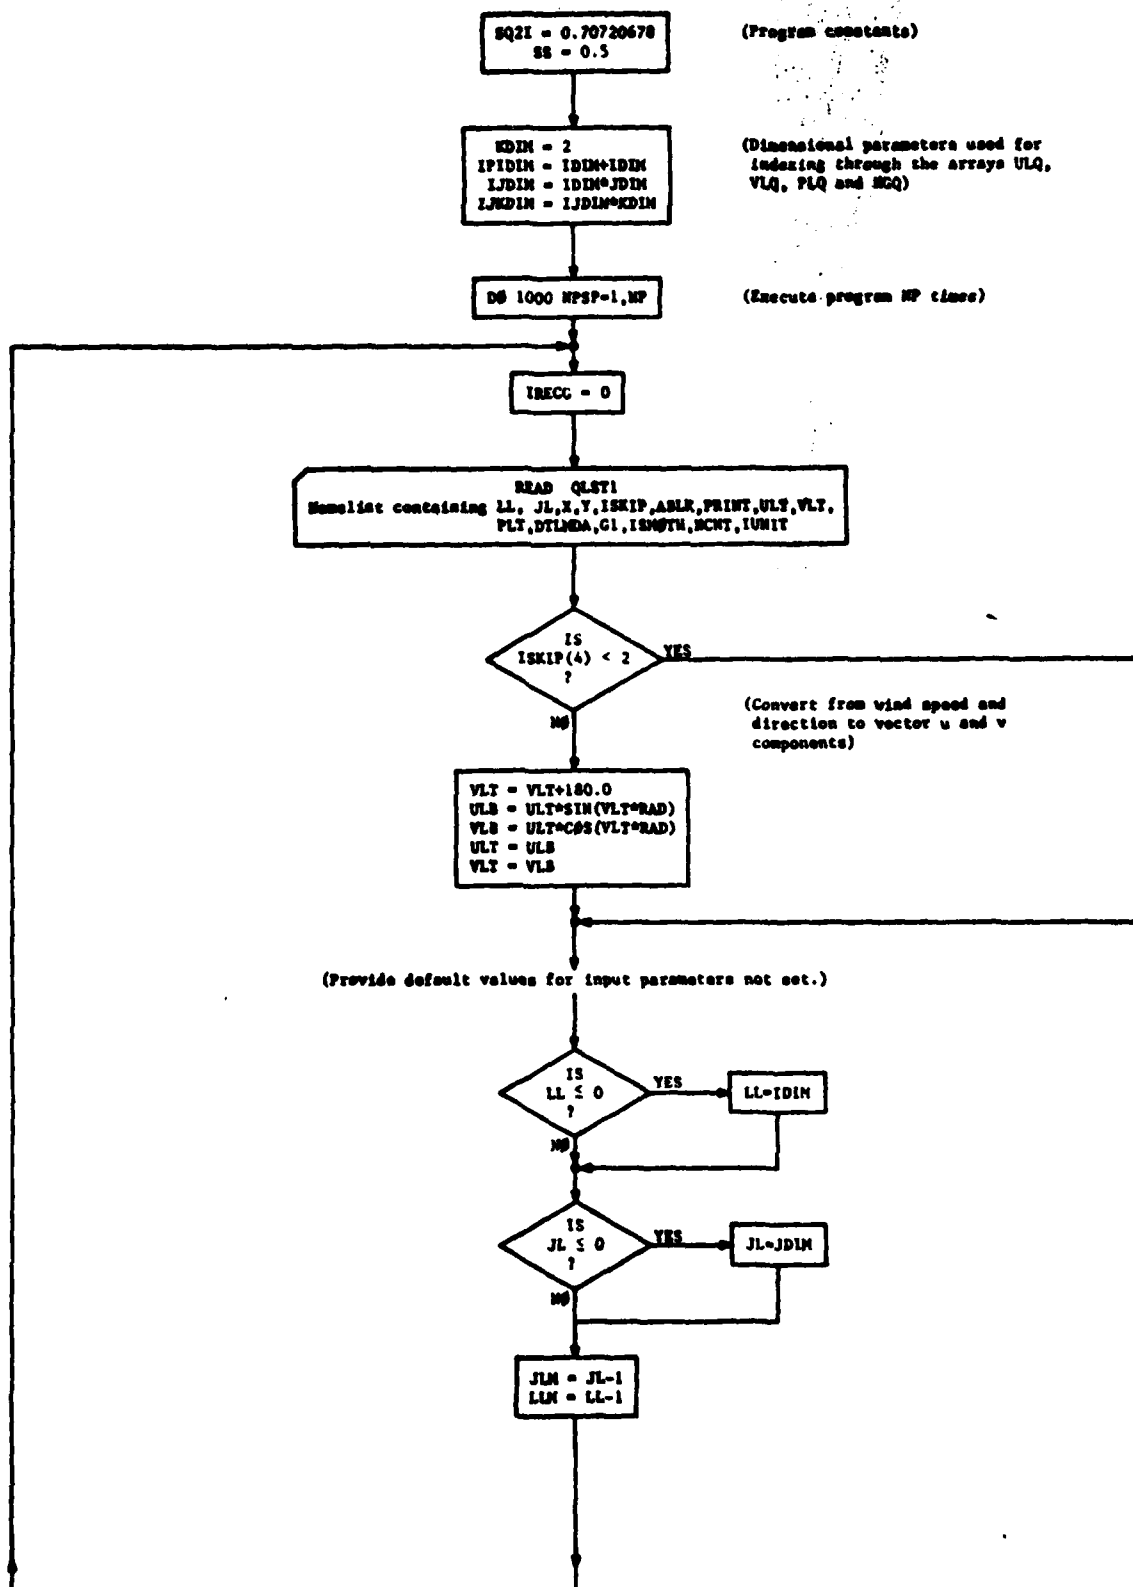 SQ2I = 0.70720678
SS = 0.5
(Program constants)
KDIM = 2
IPIDIM = IDIM+IDIM
IJDIM = IDIM*JDIM
IJKDIM = IJDIM*KDIM
(Dimensional parameters used for
indexing through the arrays ULQ,
VLQ, PLQ and NGQ)
DØ 1000 NPSP=1,NP
(Execute program NP times)
IRECG = 0
READ QLST1
Namelist containing LL, JL,X,Y,ISKIP,ABLK,PRINT,ULT,VLT,
PLT,DTLMDA,G1,ISMØTH,NCNT,IUNIT
IS
ISKIP(4) < 2
?
YES
NØ
(Convert from wind speed and
direction to vector u and v
components)
VLT = VLT+180.0
ULB = ULT*SIN(VLT*RAD)
VLB = ULT*CØS(VLT*RAD)
ULT = ULB
VLT = VLB
(Provide default values for input parameters not set.)
IS
LL ≤ 0
?
YES
LL=IDIM
NØ
IS
JL ≤ 0
?
YES
JL=JDIM
NØ
JLM = JL-1
LLM = LL-1